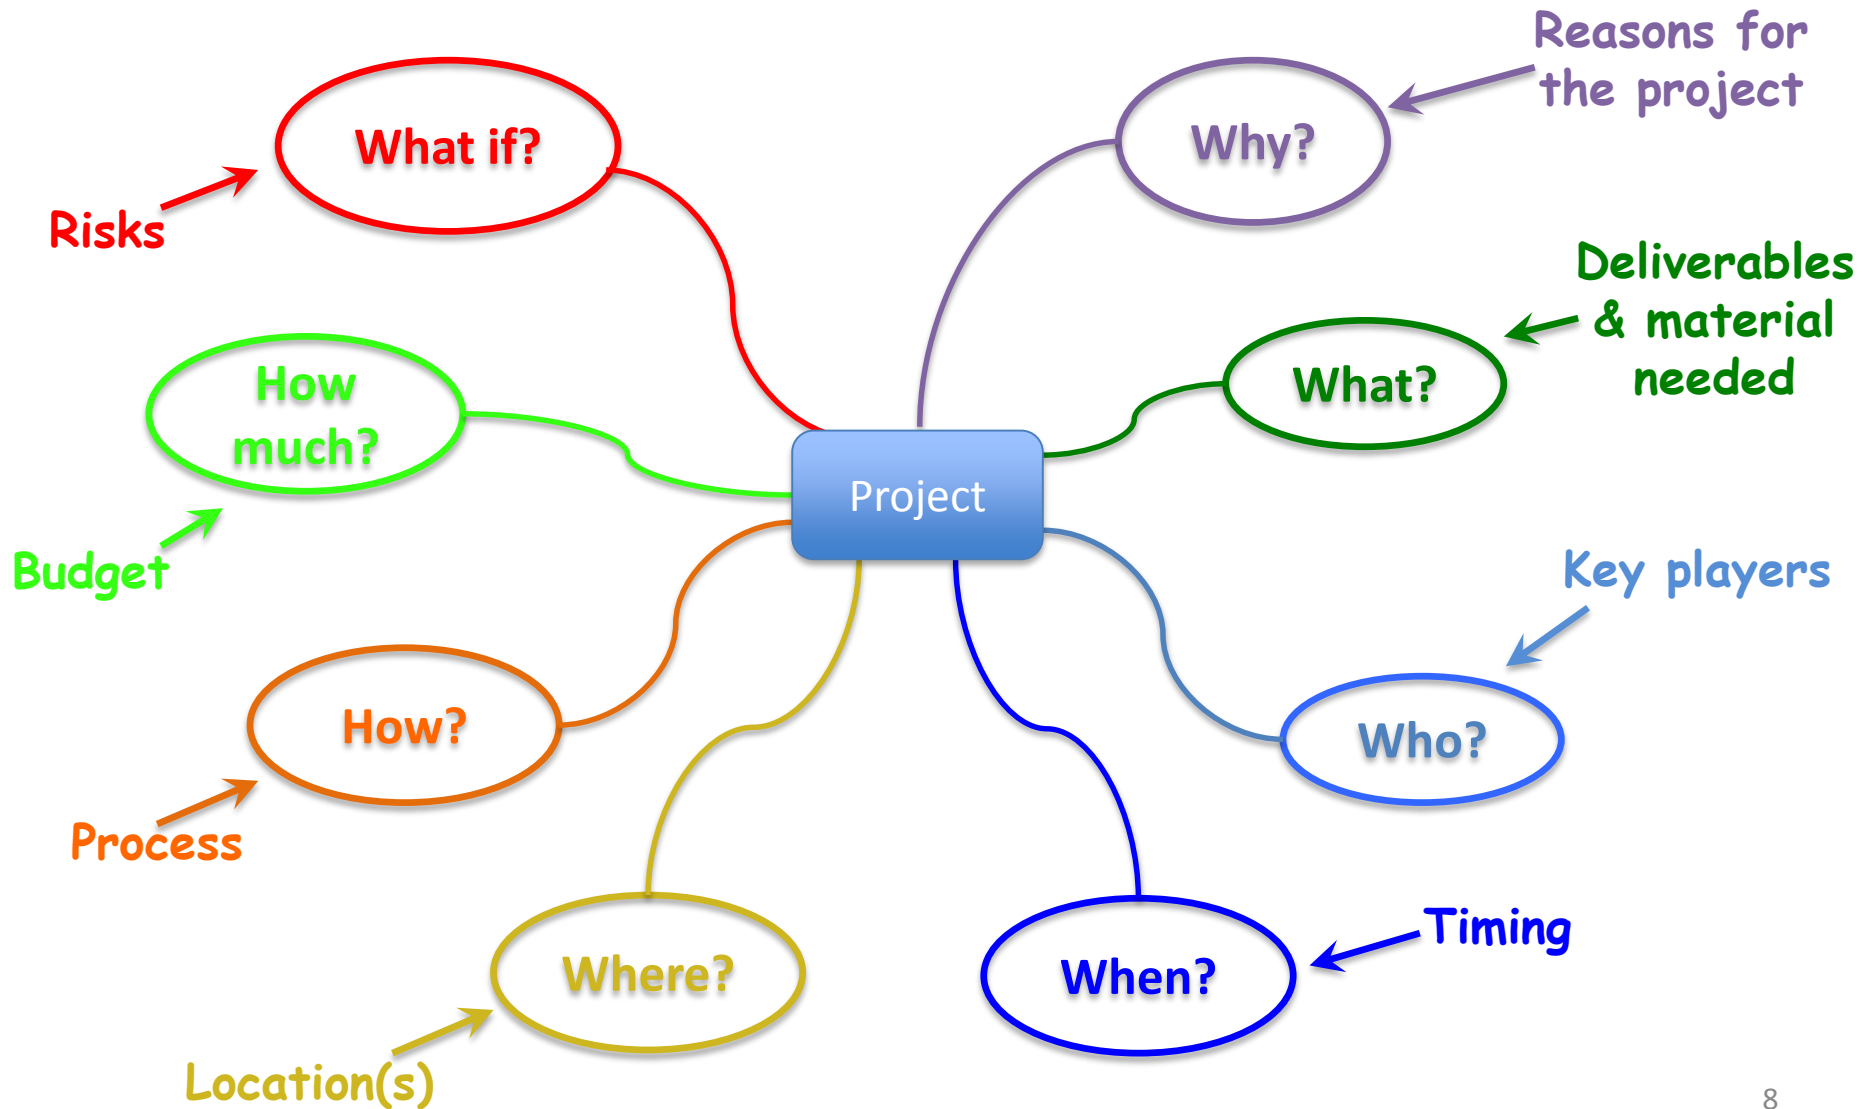 Reasons for
the project
Why?
What if?
Risks
Deliverables
& material
needed
What?
How
much?
Budget
Project
Key players
Who?
How?
Process
Timing
When?
Where?
Location(s)
8